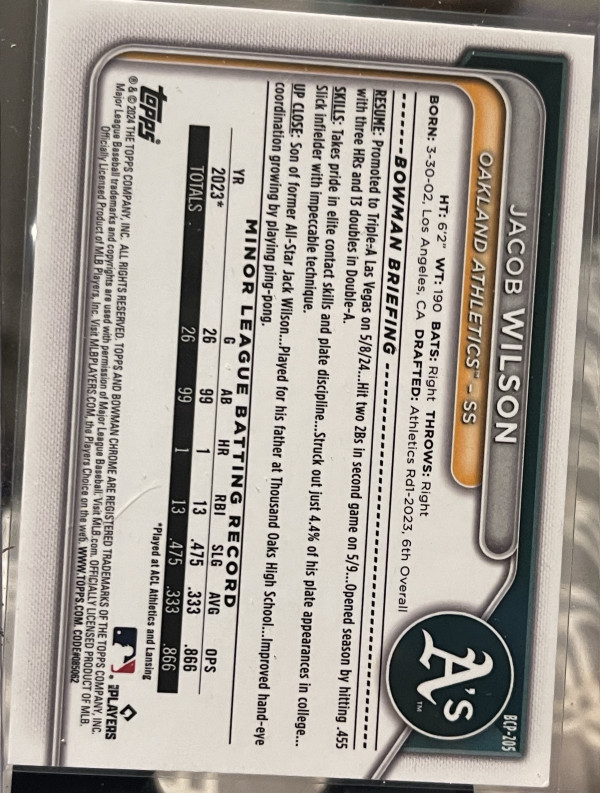 BCP-205
JACOB WILSON
OAKLAND ATHLETICS™ – SS
A's™
HT: 6'2" WT: 190 BATS: Right THROWS: Right
BORN: 3-30-02, Los Angeles, CA DRAFTED: Athletics Rd1-2023, 6th Overall
BOWMAN BRIEFING
RESUME: Promoted to Triple-A Las Vegas on 5/8/24...Hit two 2Bs in second game on 5/9...Opened season by hitting .455
with three HRs and 13 doubles in Double-A.
SKILLS: Takes pride in elite contact skills and plate discipline...Struck out just 4.4% of his plate appearances in college...
Slick infielder with impeccable technique.
UP CLOSE: Son of former All-Star Jack Wilson...Played for his father at Thousand Oaks High School...Improved hand-eye
coordination growing by playing ping-pong.
MINOR LEAGUE BATTING RECORD
YR G AB HR RBI SLG AVG OPS
2023* 26 99 1 13 .475 .333 .866
TOTALS 26 99 1 13 .475 .333 .866
*Played at ACL Athletics and Lansing
topps
® & © 2024 THE TOPPS COMPANY, INC. ALL RIGHTS RESERVED. TOPPS AND BOWMAN CHROME ARE REGISTERED TRADEMARKS OF THE TOPPS COMPANY, INC.
Major League Baseball trademarks and copyrights are used with permission of Major League Baseball. Visit MLB.com. OFFICIALLY LICENSED PRODUCT OF MLB
Officially Licensed Product of MLB Players, Inc. Visit MLBPLAYERS.COM, the Players Choice on the web. WWW.TOPPS.COM.
PLAYERS